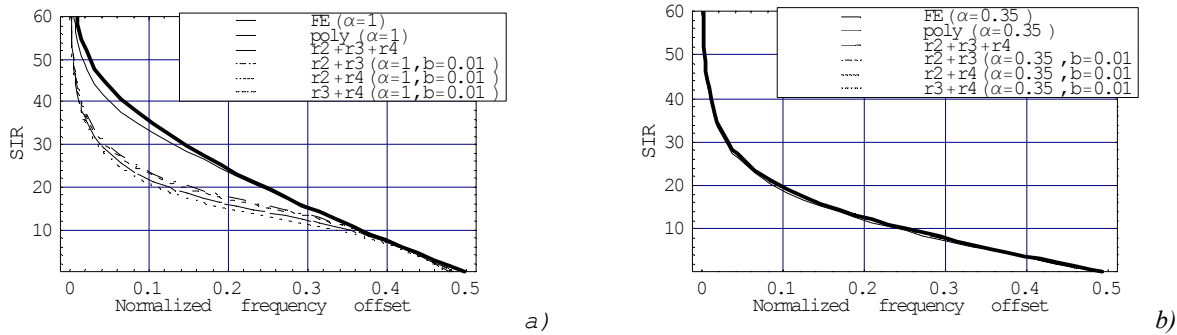 60
50
40
30
20
10
SIR
FE (α=1)
poly (α=1)
r2+r3+r4
r2+r3 (α=1,b=0.01)
r2+r4 (α=1,b=0.01)
r3+r4 (α=1,b=0.01)
0 0.1 0.2 0.3 0.4 0.5
Normalized frequency offset
a)
60
50
40
30
20
10
SIR
FE (α=0.35)
poly (α=0.35)
r2+r3+r4
r2+r3 (α=0.35,b=0.01
r2+r4 (α=0.35,b=0.01
r3+r4 (α=0.35,b=0.01
0 0.1 0.2 0.3 0.4 0.5
Normalized frequency offset
b)